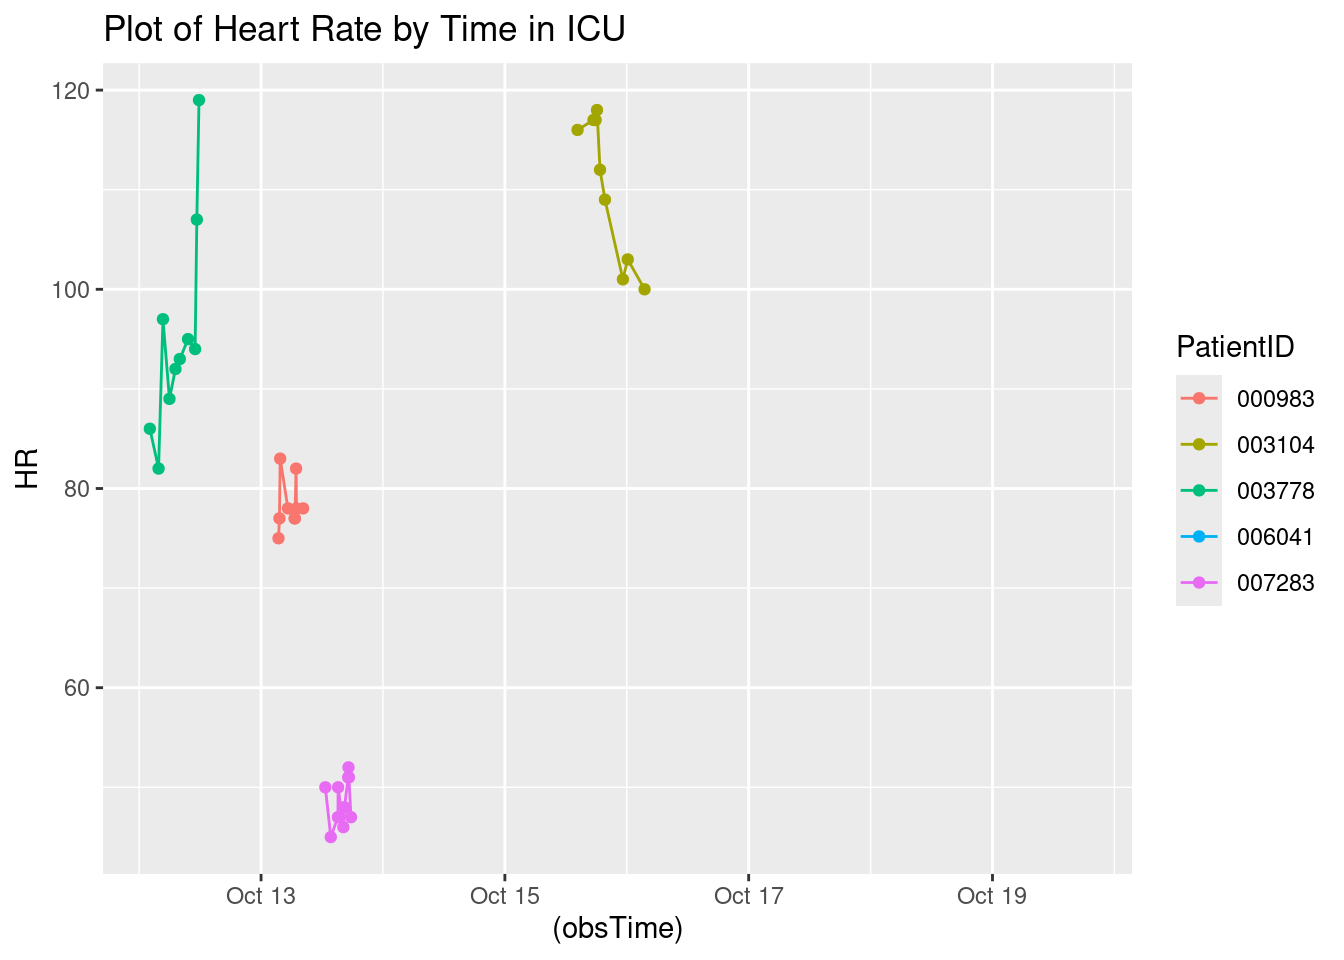 Plot of Heart Rate by Time in ICU
120
100
80
60
HR
Oct 13
Oct 15
Oct 17
Oct 19
(obsTime)
PatientID
000983
003104
003778
006041
007283